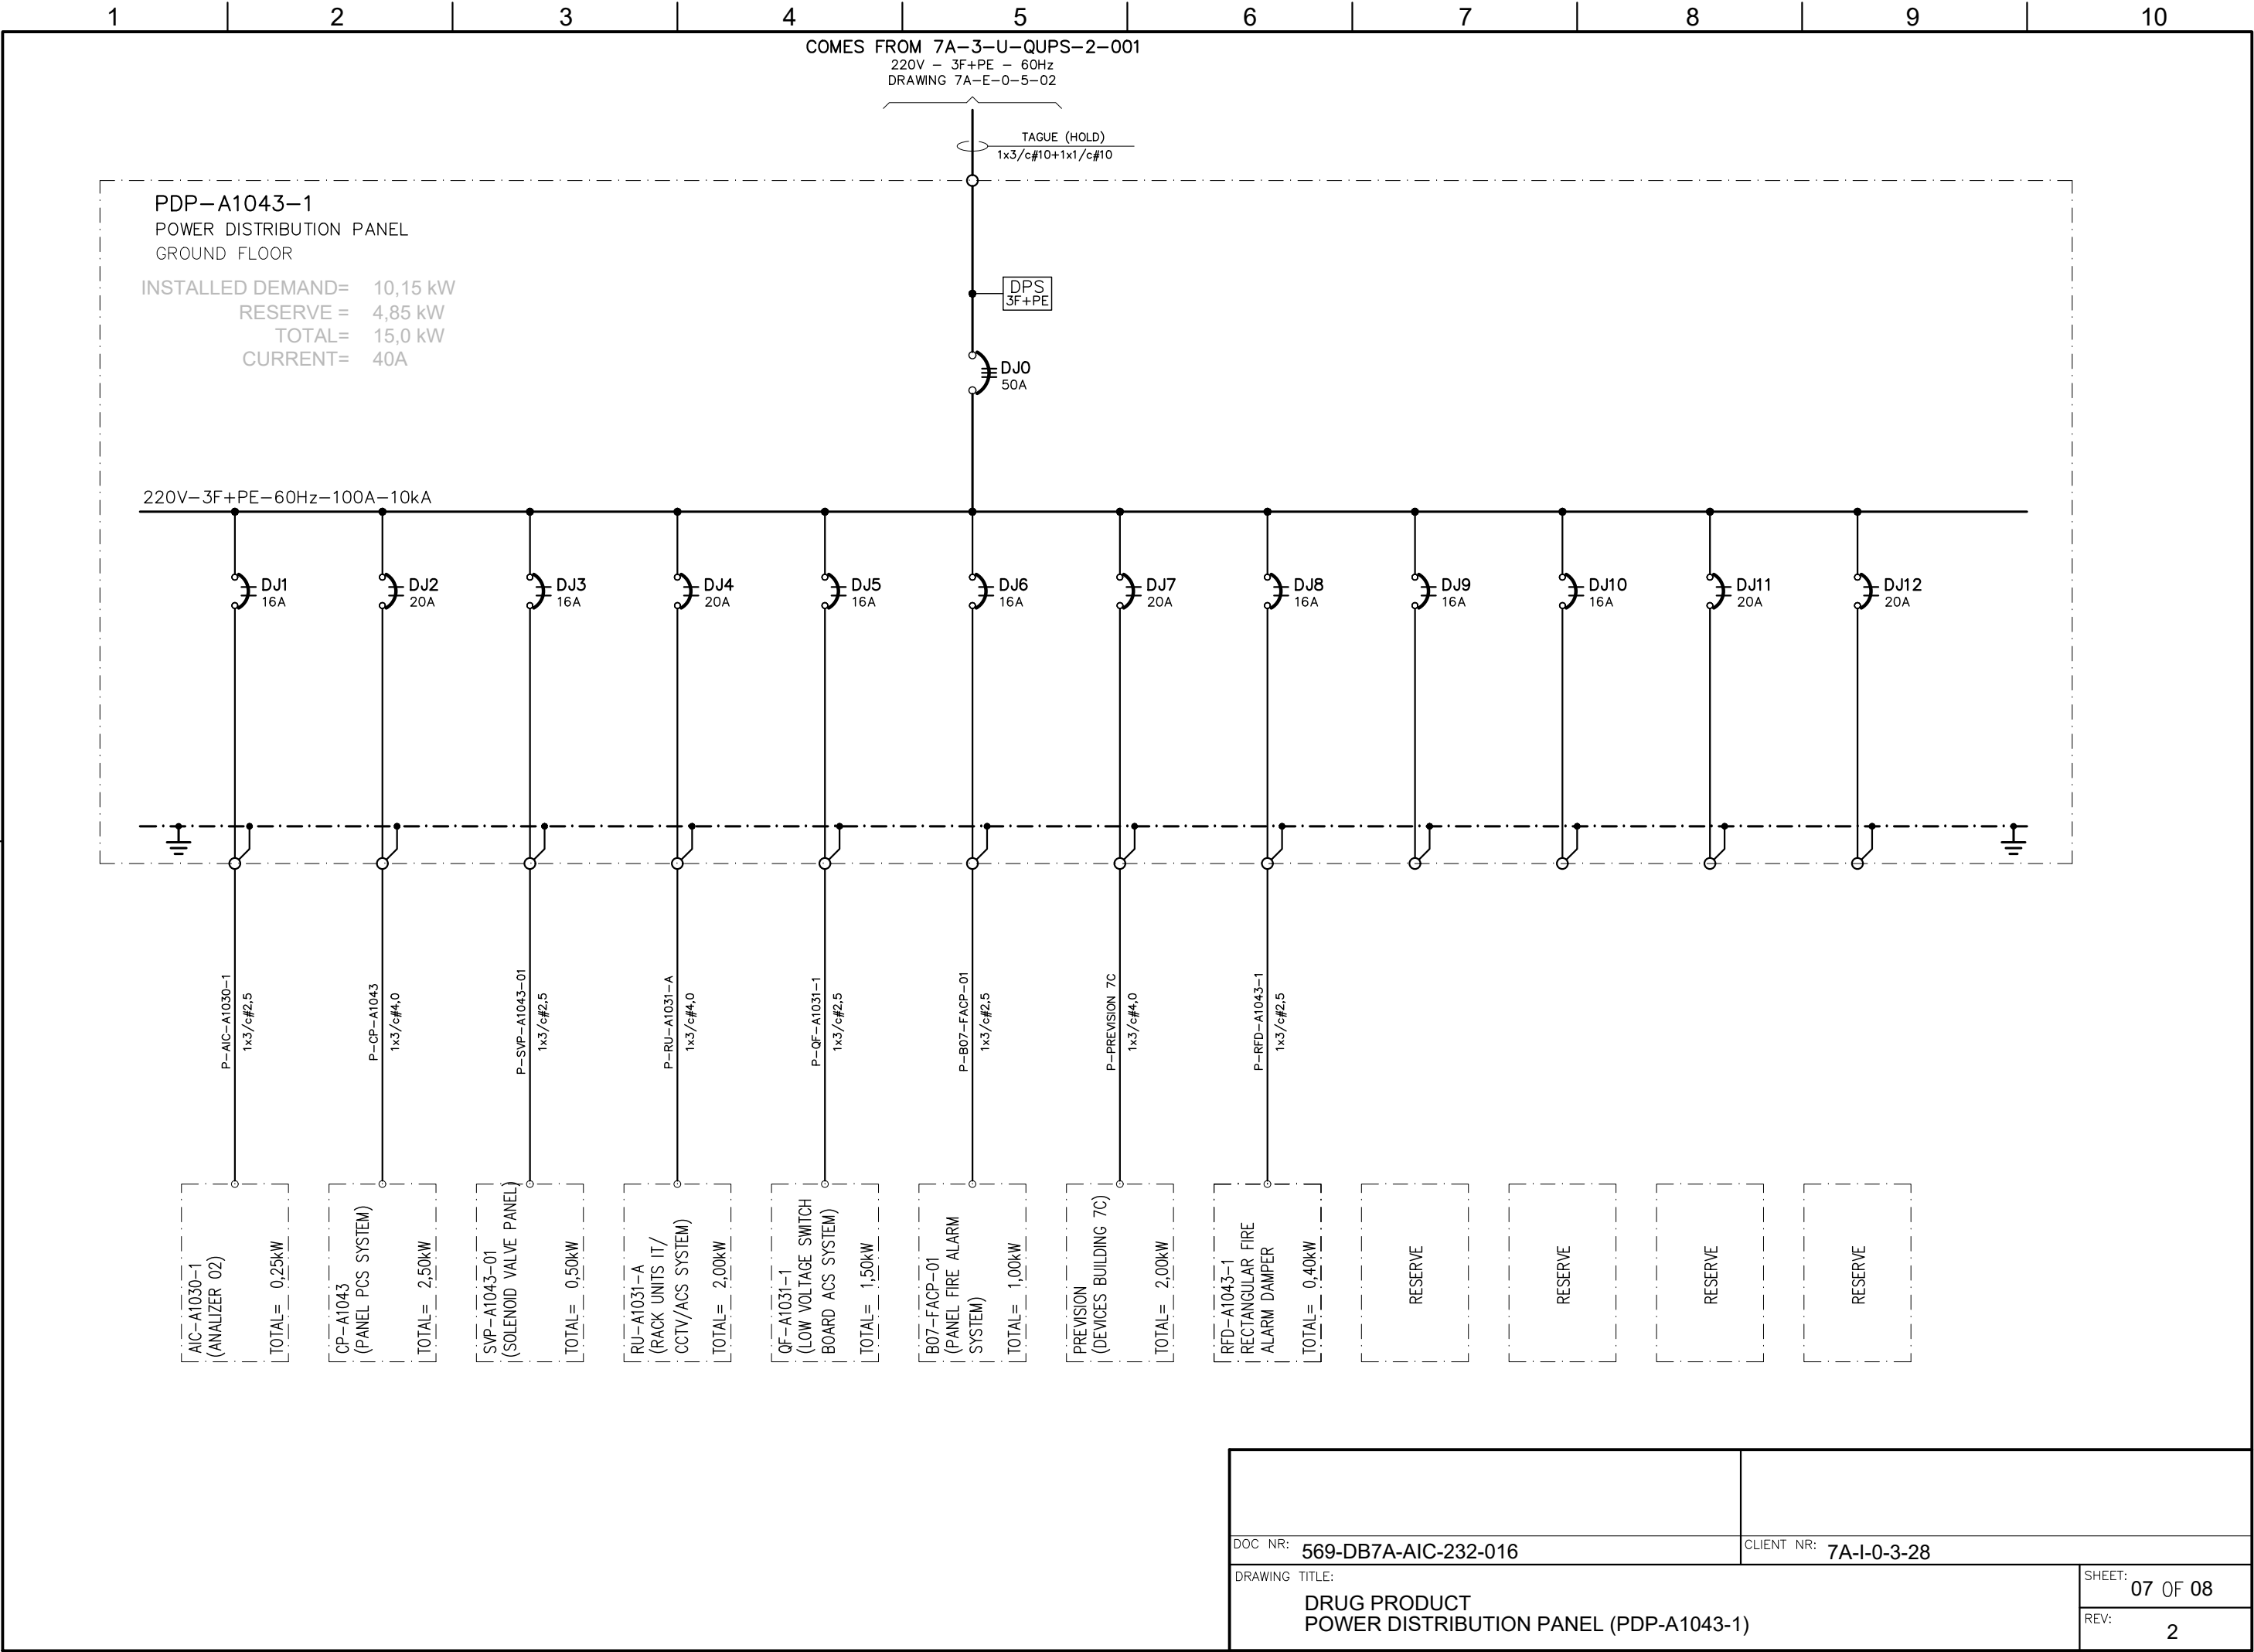 1 2 3 4 5 6 7 8 9 10
COMES FROM 7A-3-U-QUPS-2-001
220V - 3F+PE - 60Hz
DRAWING 7A-E-0-5-02
TAGUE (HOLD)
1x3/c#10+1x1/c#10
PDP-A1043-1
POWER DISTRIBUTION PANEL
GROUND FLOOR
INSTALLED DEMAND= 10,15 kW
RESERVE = 4,85 kW
TOTAL= 15,0 kW
CURRENT= 40A
DPS
3F+PE
DJ0
50A
220V-3F+PE-60Hz-100A-10kA
DJ1
16A
DJ2
20A
DJ3
16A
DJ4
20A
DJ5
16A
DJ6
16A
DJ7
20A
DJ8
16A
DJ9
16A
DJ10
16A
DJ11
20A
DJ12
20A
P-AIC-A1030-1
1x3/c#2,5
P-CP-A1043
1x3/c#4,0
P-SVP-A1043-01
1x3/c#2,5
P-RU-A1031-A
1x3/c#4,0
P-QF-A1031-1
1x3/c#2,5
P-B07-FACP-01
1x3/c#2,5
P-PREVISION 7C
1x3/c#4,0
P-RFD-A1043-1
1x3/c#2,5
AIC-A1030-1
(ANALIZER O2)
TOTAL= 0,25kW
CP-A1043
(PANEL PCS SYSTEM)
TOTAL= 2,50kW
SVP-A1043-01
(SOLENOID VALVE PANEL)
TOTAL= 0,50kW
RU-A1031-A
(RACK UNITS IT/
CCTV/ACS SYSTEM)
TOTAL= 2,00kW
QF-A1031-1
(LOW VOLTAGE SWITCH
BOARD ACS SYSTEM)
TOTAL= 1,50kW
B07-FACP-01
(PANEL FIRE ALARM
SYSTEM)
TOTAL= 1,00kW
PREVISION
(DEVICES BUILDING 7C)
TOTAL= 2,00kW
RFD-A1043-1
RECTANGULAR FIRE
ALARM DAMPER
TOTAL= 0,40kW
RESERVE
RESERVE
RESERVE
RESERVE
DOC NR: 569-DB7A-AIC-232-016
CLIENT NR: 7A-I-0-3-28
DRAWING TITLE:
DRUG PRODUCT
POWER DISTRIBUTION PANEL (PDP-A1043-1)
SHEET: 07 OF 08
REV: 2